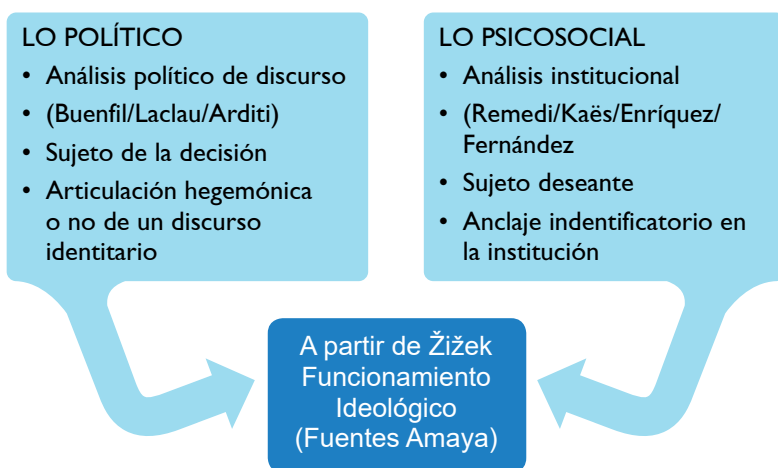 LO POLÍTICO
• Análisis político de discurso
• (Buenfil/Laclau/Arditi)
• Sujeto de la decisión
• Articulación hegemónica
o no de un discurso
identitario
LO PSICOSOCIAL
• Análisis institucional
• (Remedi/Kaës/Enríquez/
Fernández
• Sujeto deseante
• Anclaje indentificatorio en
la institución
A partir de Žižek
Funcionamiento
Ideológico
(Fuentes Amaya)